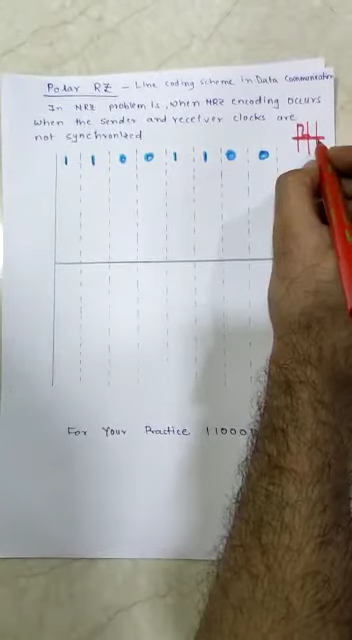 Polar RZ - Line coding scheme in Data Communication
In NRZ problem is, when NRZ encoding occurs
when the sender and receiver clocks are
not synchronized
1 1 0 0 1 1 0 0
For Your Practice 11000